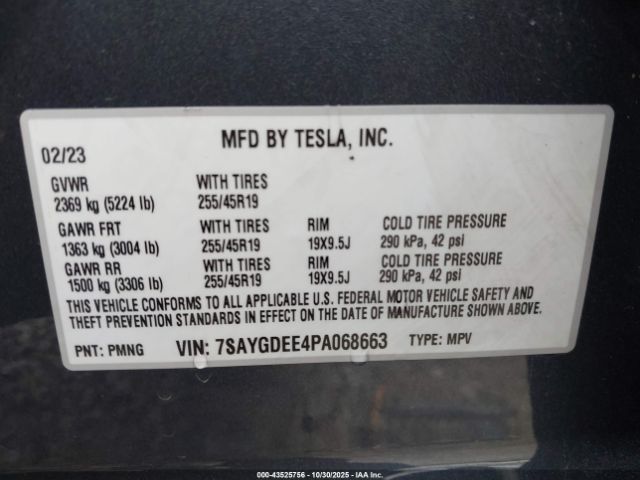 MFD BY TESLA, INC.
02/23
GVWR WITH TIRES
2369 kg (5224 lb) 255/45R19
GAWR FRT WITH TIRES RIM COLD TIRE PRESSURE
1363 kg (3004 lb) 255/45R19 19X9.5J 290 kPa, 42 psi
GAWR RR WITH TIRES RIM COLD TIRE PRESSURE
1500 kg (3306 lb) 255/45R19 19X9.5J 290 kPa, 42 psi
THIS VEHICLE CONFORMS TO ALL APPLICABLE U.S. FEDERAL MOTOR VEHICLE SAFETY AND
THEFT PREVENTION STANDARDS IN EFFECT ON THE DATE OF MANUFACTURE SHOWN ABOVE.
PNT: PMNG VIN: 7SAYGDEE4PA068663 TYPE: MPV
000-43525756 - 10/30/2025 - IAA Inc.